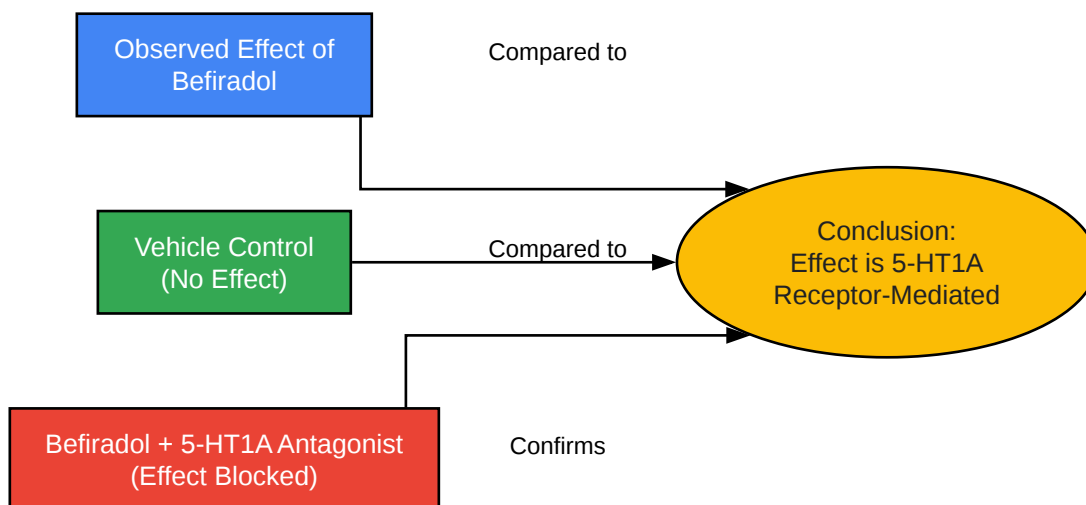 Observed Effect of
Befiradol
Compared to
Vehicle Control
(No Effect)
Compared to
Conclusion:
Effect is 5-HT1A
Receptor-Mediated
Befiradol + 5-HT1A Antagonist
(Effect Blocked)
Confirms